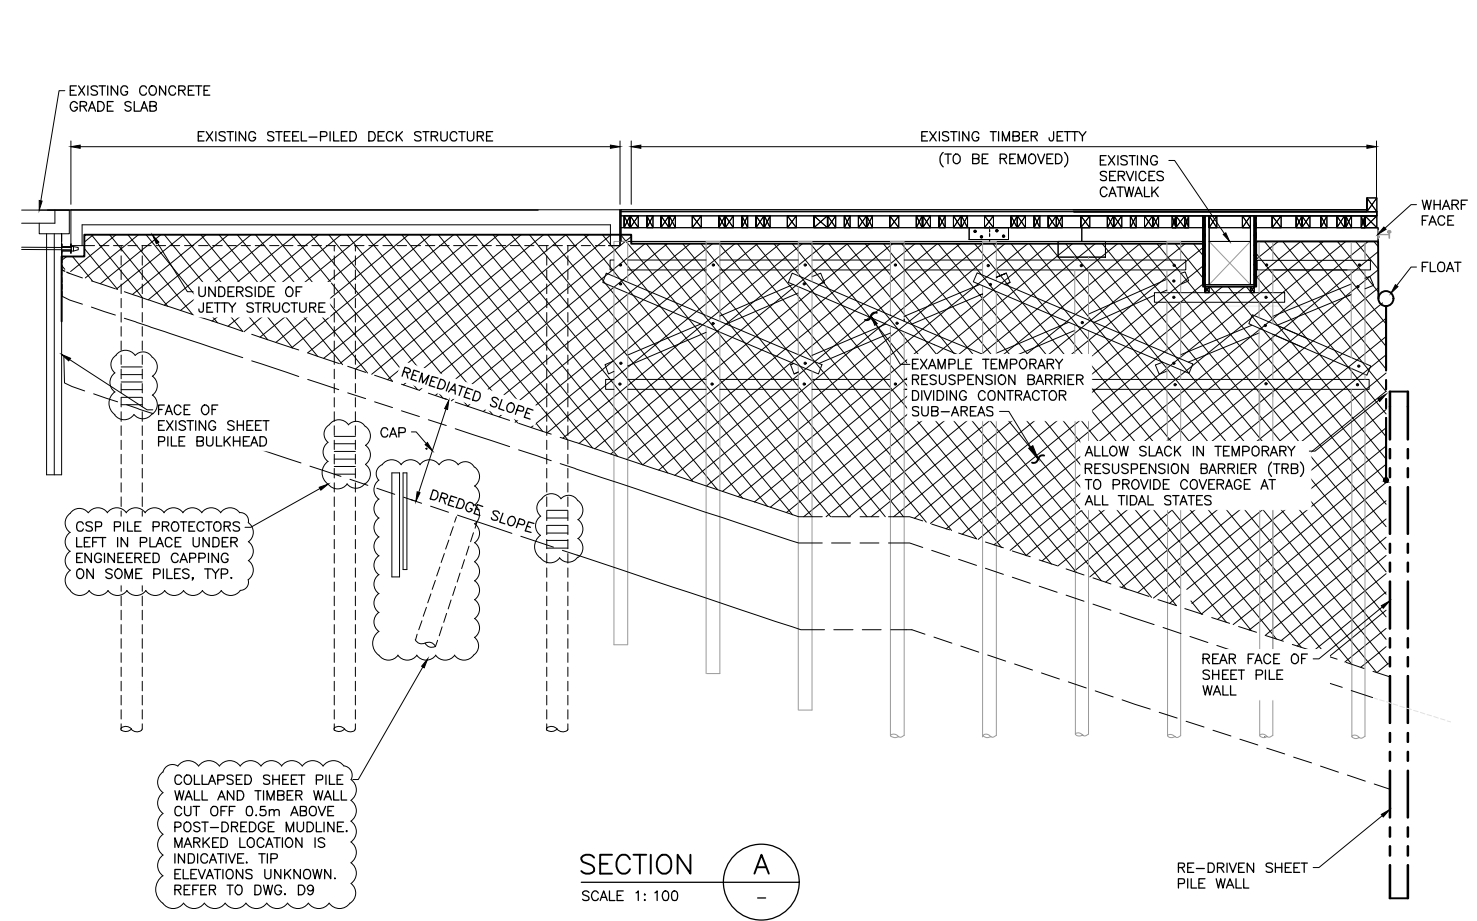 EXISTING CONCRETE
GRADE SLAB
EXISTING STEEL-PILED DECK STRUCTURE
EXISTING TIMBER JETTY
(TO BE REMOVED)
EXISTING
SERVICES
CATWALK
WHARF
FACE
FLOAT
UNDERSIDE OF
JETTY STRUCTURE
EXAMPLE TEMPORARY
RESUSPENSION BARRIER
DIVIDING CONTRACTOR
SUB-AREAS
REMEDIATED SLOPE
FACE OF
EXISTING SHEET
PILE BULKHEAD
CAP
DREDGE SLOPE
ALLOW SLACK IN TEMPORARY
RESUSPENSION BARRIER (TRB)
TO PROVIDE COVERAGE AT
ALL TIDAL STATES
CSP PILE PROTECTORS
LEFT IN PLACE UNDER
ENGINEERED CAPPING
ON SOME PILES, TYP.
REAR FACE OF
SHEET PILE
WALL
COLLAPSED SHEET PILE
WALL AND TIMBER WALL
CUT OFF 0.5m ABOVE
POST-DREDGE MUDLINE.
MARKED LOCATION IS
INDICATIVE. TIP
ELEVATIONS UNKNOWN.
REFER TO DWG. D9
RE-DRIVEN SHEET
PILE WALL
SECTION
A
SCALE 1: 100
-